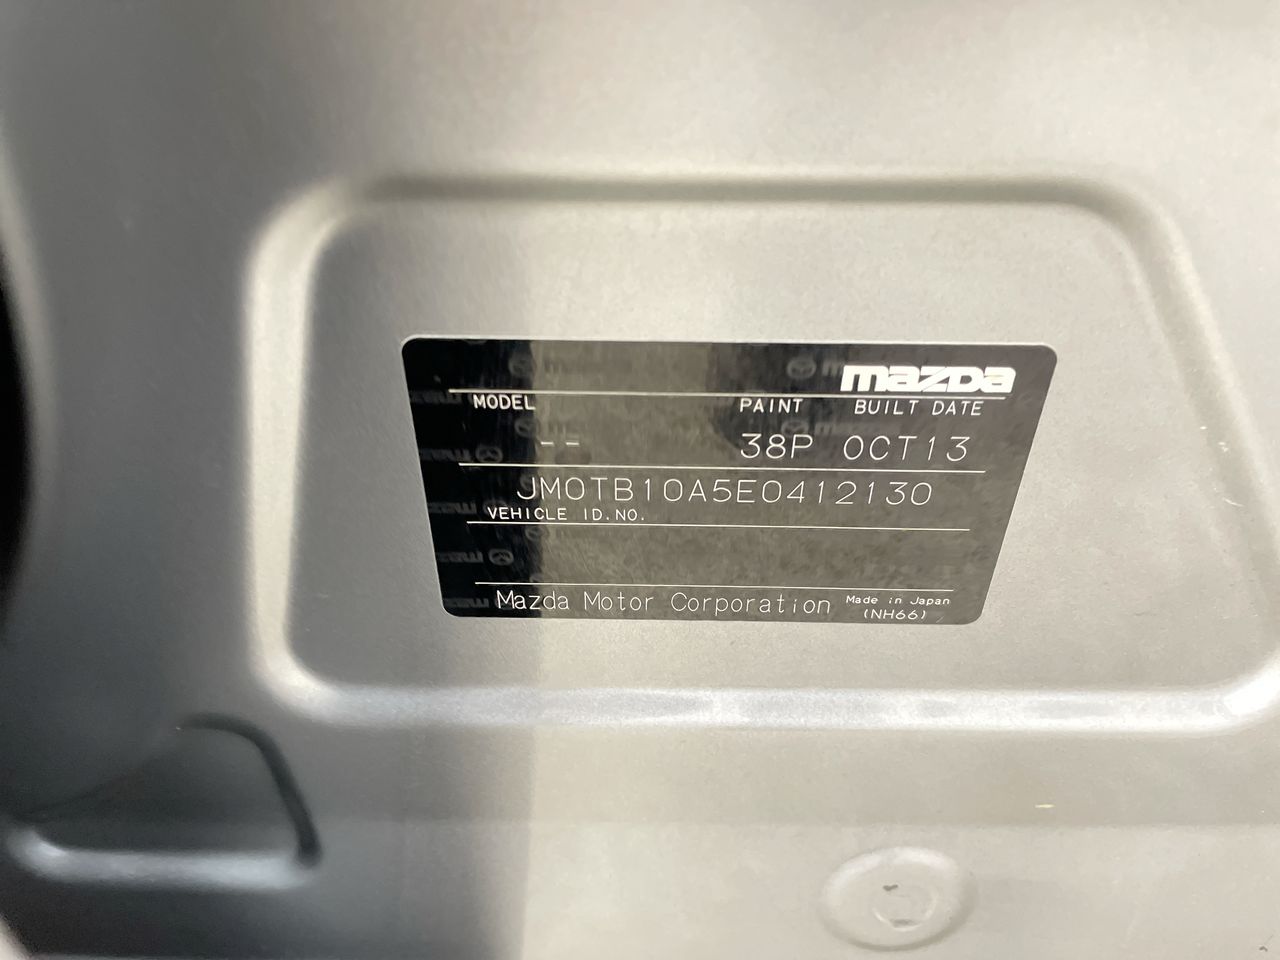 mazda
MODEL PAINT BUILT DATE
-- 38P OCT13
JM0TB10A5E0412130
VEHICLE ID.NO.
Mazda Motor Corporation Made in Japan
(NH66)